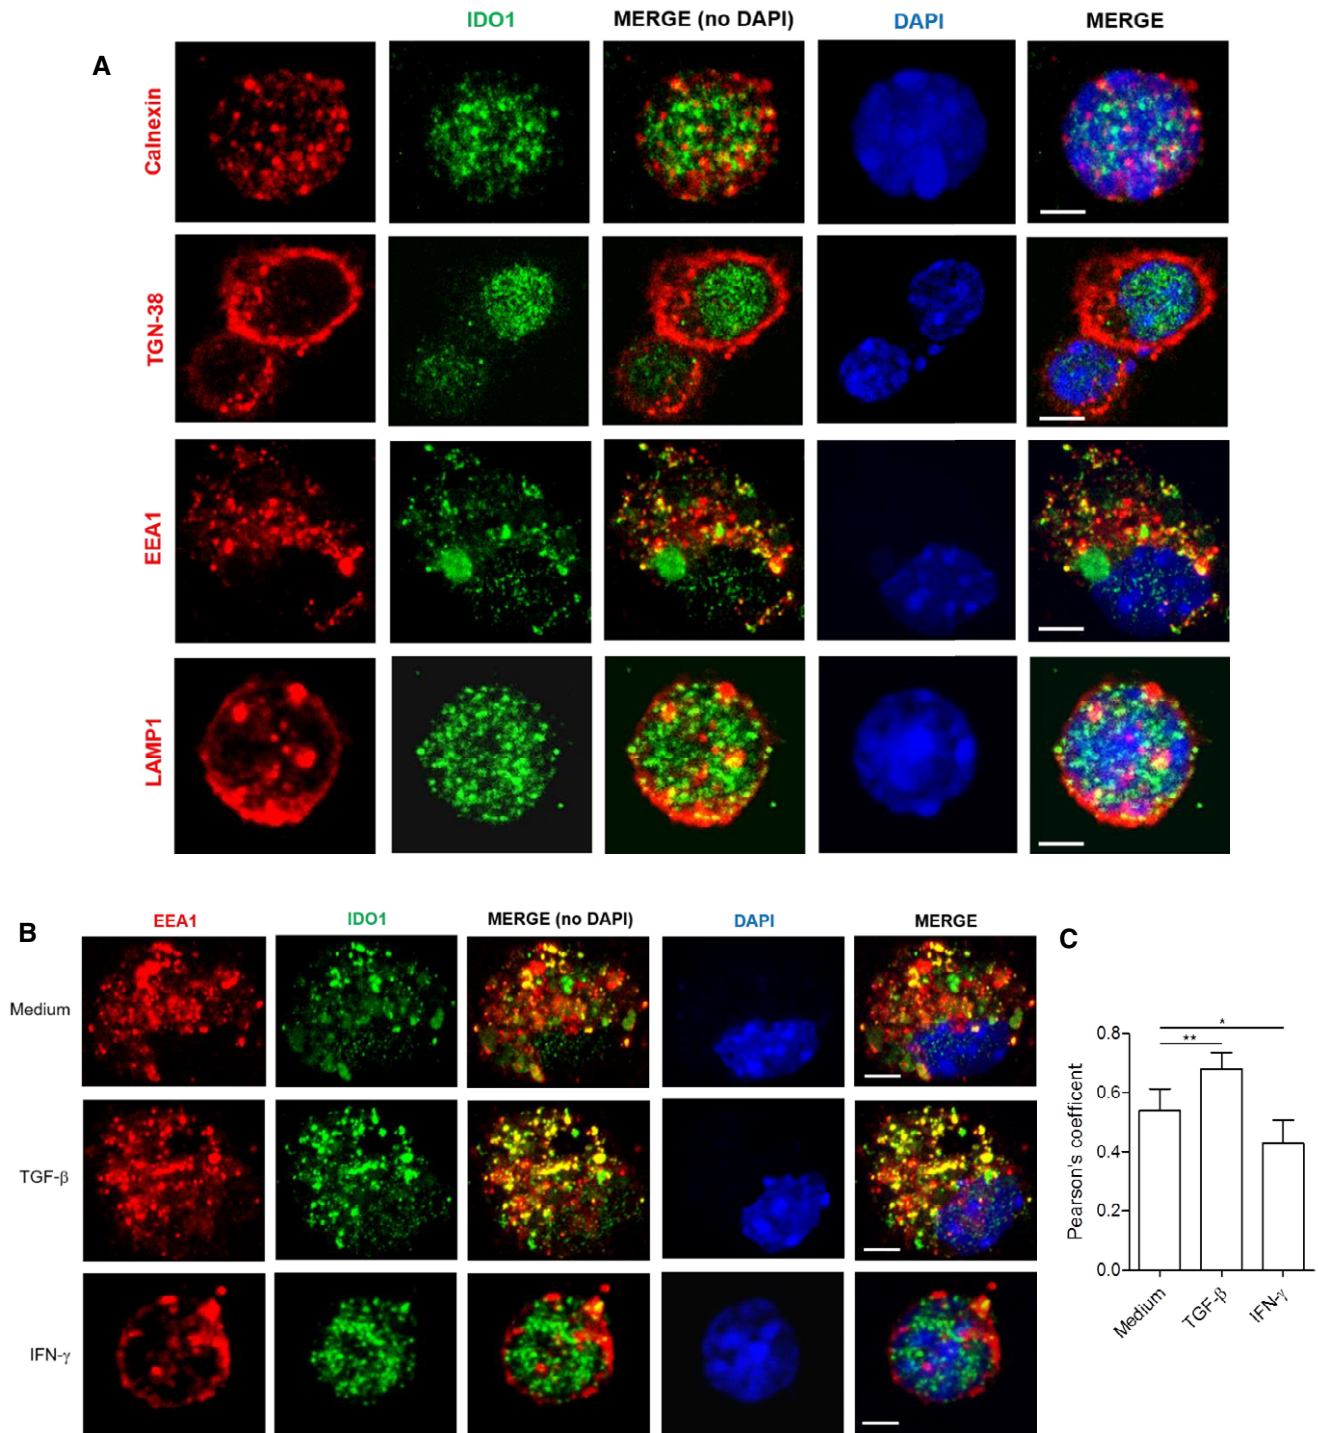 IDO1 MERGE (no DAPI) DAPI MERGE
A
Calnexin
TGN-38
EEA1
LAMP1
B
EEA1 IDO1 MERGE (no DAPI) DAPI MERGE
Medium
TGF-β
IFN-γ
C
*
**
0.8
0.6
0.4
0.2
0.0
Pearson's coefficent
Medium
TGF-β
IFN-γ